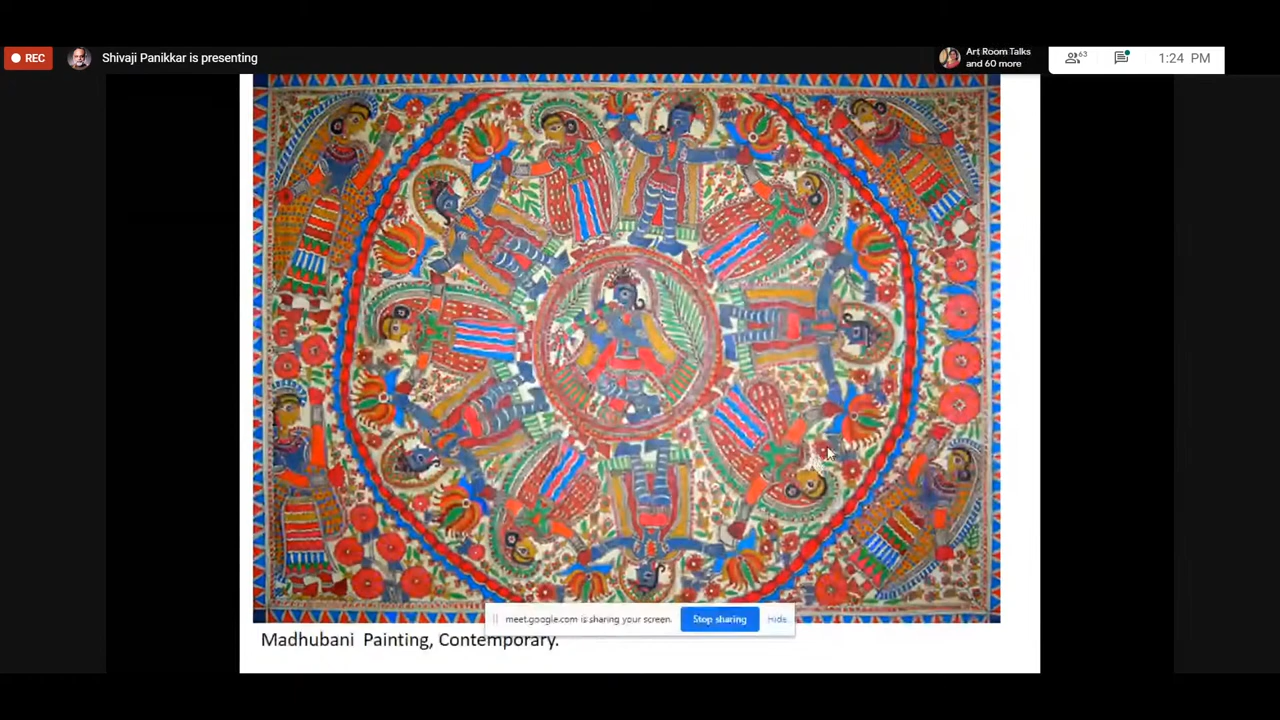 REC
Shivaji Panikkar is presenting
Art Room Talks
and 60 more
63
1:24 PM
meet.google.com is sharing your screen.
Stop sharing
Hide
Madhubani Painting, Contemporary.